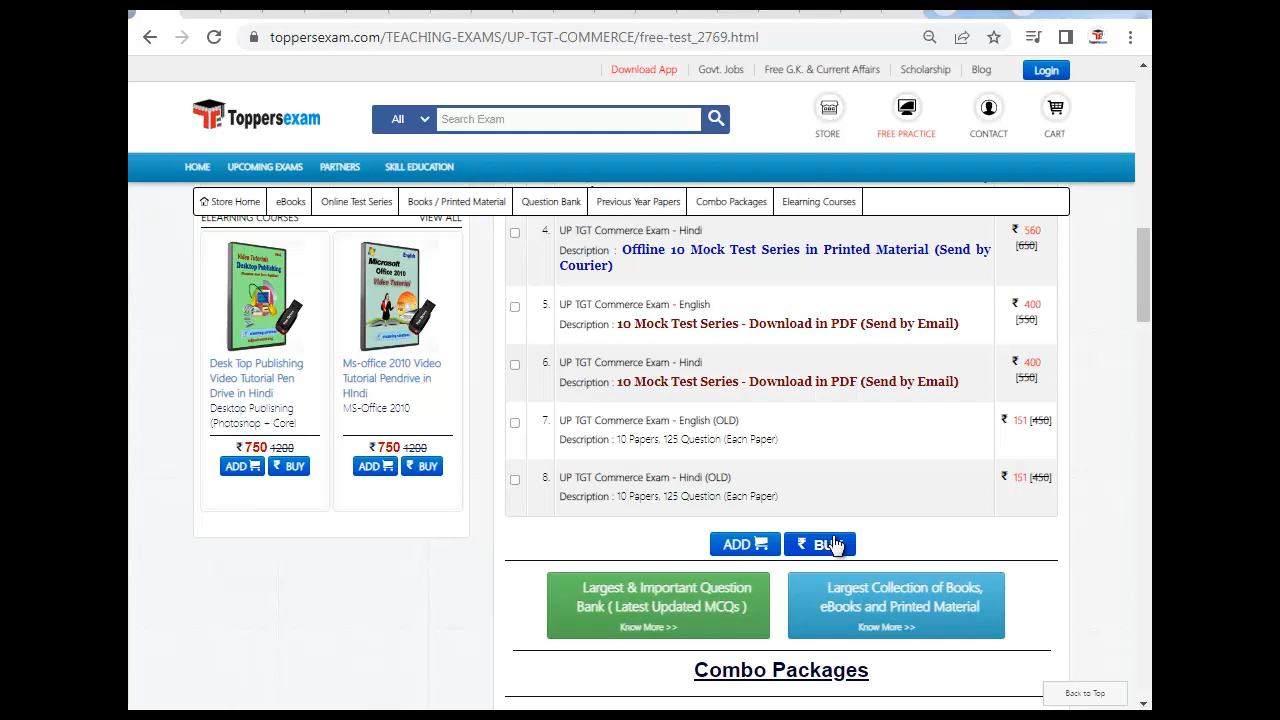 toppersexam.com/TEACHING-EXAMS/UP-TGT-COMMERCE/free-test_2769.html
Download App Govt. Jobs Free G.K. & Current Affairs Scholarship Blog Login
Toppersexam
All Search Exam
STORE FREE PRACTICE CONTACT CART
HOME UPCOMING EXAMS PARTNERS SKILL EDUCATION
Store Home eBooks Online Test Series Books / Printed Material Question Bank Previous Year Papers Combo Packages Elearning Courses
ELEARNING COURSES VIEW ALL
Video Tutorials
Desktop Publishing
Microsoft
Office 2010
Video Tutorial
Desk Top Publishing
Video Tutorial Pen
Drive in Hindi
Desktop Publishing
(Photoshop + Corel
₹ 750 1200
ADD ₹ BUY
Ms-office 2010 Video
Tutorial Pendrive in
HIndi
MS-Office 2010
₹ 750 1200
ADD ₹ BUY
4. UP TGT Commerce Exam - Hindi ₹ 560
[650]
Description : Offline 10 Mock Test Series in Printed Material (Send by
Courier)
5. UP TGT Commerce Exam - English ₹ 400
[550]
Description : 10 Mock Test Series - Download in PDF (Send by Email)
6. UP TGT Commerce Exam - Hindi ₹ 400
[550]
Description : 10 Mock Test Series - Download in PDF (Send by Email)
7. UP TGT Commerce Exam - English (OLD) ₹ 151 [450]
Description : 10 Papers, 125 Question (Each Paper)
8. UP TGT Commerce Exam - Hindi (OLD) ₹ 151 [450]
Description : 10 Papers, 125 Question (Each Paper)
ADD ₹ BUY
Largest & Important Question
Bank ( Latest Updated MCQs )
Know More >>
Largest Collection of Books,
eBooks and Printed Material
Know More >>
Combo Packages
Back to Top